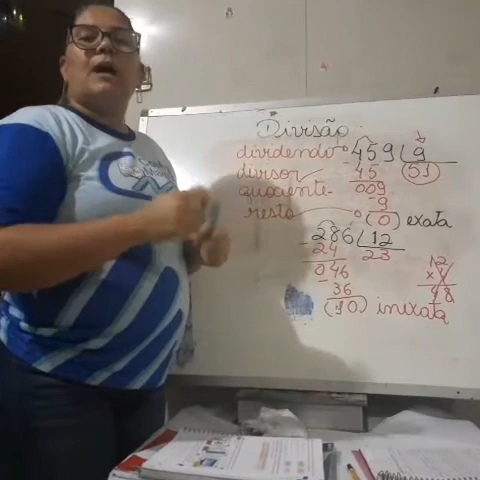 Divisão
dividendo 459 9
divisor 45 51
quociente 009
- 9
resto (0) exata
286 12
- 24 23
046
- 36
(10) inexata
12
x 4
48